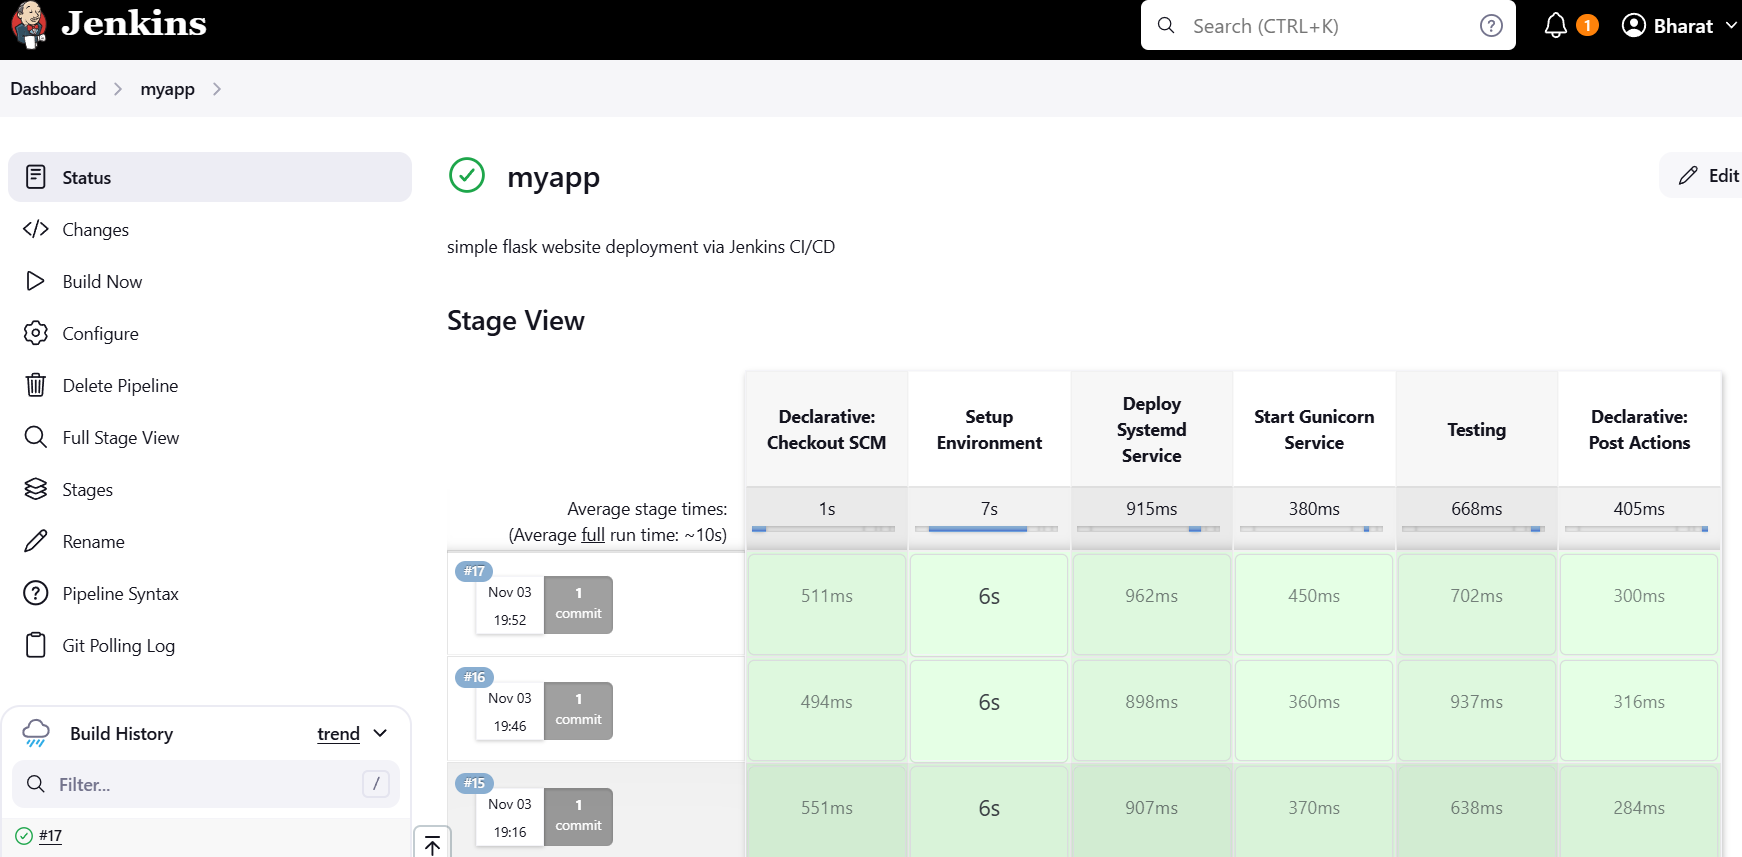 Jenkins
Search (CTRL+K)
1
Bharat
Dashboard
myapp
Status
Changes
Build Now
Configure
Delete Pipeline
Full Stage View
Stages
Rename
Pipeline Syntax
Git Polling Log
Build History
trend
Filter...
/
#17
myapp
Edit
simple flask website deployment via Jenkins CI/CD
Stage View
Declarative:
Checkout SCM
Setup
Environment
Deploy
Systemd
Service
Start Gunicorn
Service
Testing
Declarative:
Post Actions
Average stage times:
(Average full run time: ~10s)
1s
7s
915ms
380ms
668ms
405ms
#17
Nov 03
19:52
1
commit
511ms
6s
962ms
450ms
702ms
300ms
#16
Nov 03
19:46
1
commit
494ms
6s
898ms
360ms
937ms
316ms
#15
Nov 03
19:16
1
commit
551ms
6s
907ms
370ms
638ms
284ms